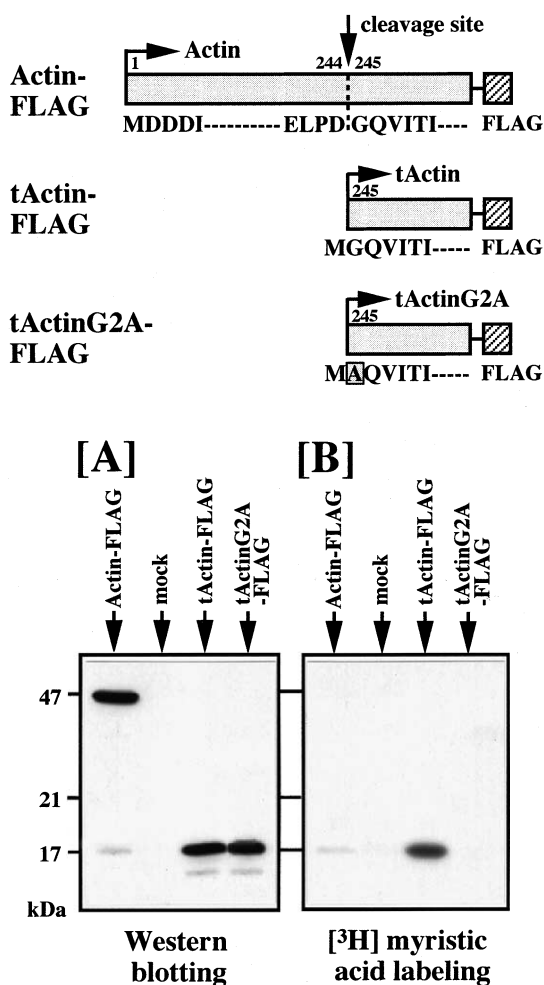 cleavage site
1 Actin 244 245
Actin-
FLAG
MDDDI----------ELPD GQVITI---- FLAG
tActin
tActin-
FLAG
245
MGQVITI----- FLAG
tActinG2A
tActinG2A-
FLAG
245
MAQVITI----- FLAG
[A] [B]
Actin-FLAG
mock
tActin-FLAG
tActinG2A
-FLAG
Actin-FLAG
mock
tActin-FLAG
tActinG2A
-FLAG
47
21
17
kDa
Western
blotting
[³H] myristic
acid labeling